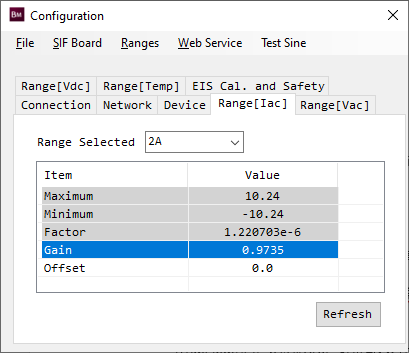 BM Configuration
File SIF Board Ranges Web Service Test Sine
Range[Vdc] Range[Temp] EIS Cal. and Safety
Connection Network Device Range[Iac] Range[Vac]
Range Selected 2A
Item Value
Maximum 10.24
Minimum -10.24
Factor 1.220703e-6
Gain 0.9735
Offset 0.0
Refresh